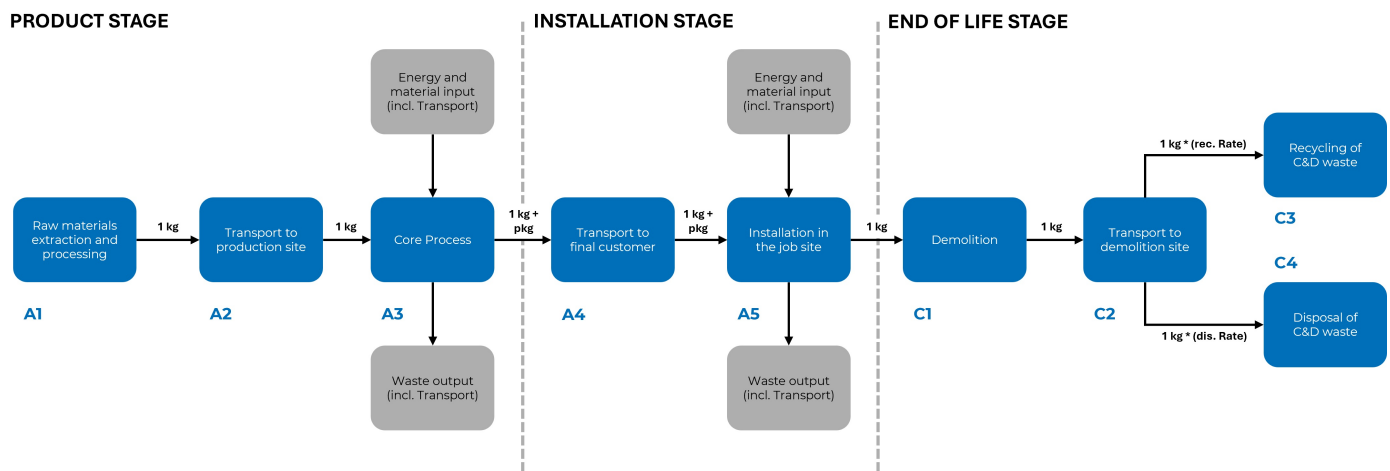 PRODUCT STAGE
INSTALLATION STAGE
END OF LIFE STAGE
Energy and
material input
(incl. Transport)
Energy and
material input
(incl. Transport)
Raw materials
extraction and
processing
1 kg
Transport to
production site
1 kg
Core Process
1 kg +
pkg
Transport to
final customer
1 kg +
pkg
Installation in
the job site
1 kg
Demolition
1 kg
Transport to
demolition site
1 kg * (rec. Rate)
Recycling of
C&D waste
C3
C4
1 kg * (dis. Rate)
Disposal of
C&D waste
A1
A2
A3
A4
A5
C1
C2
Waste output
(incl. Transport)
Waste output
(incl. Transport)